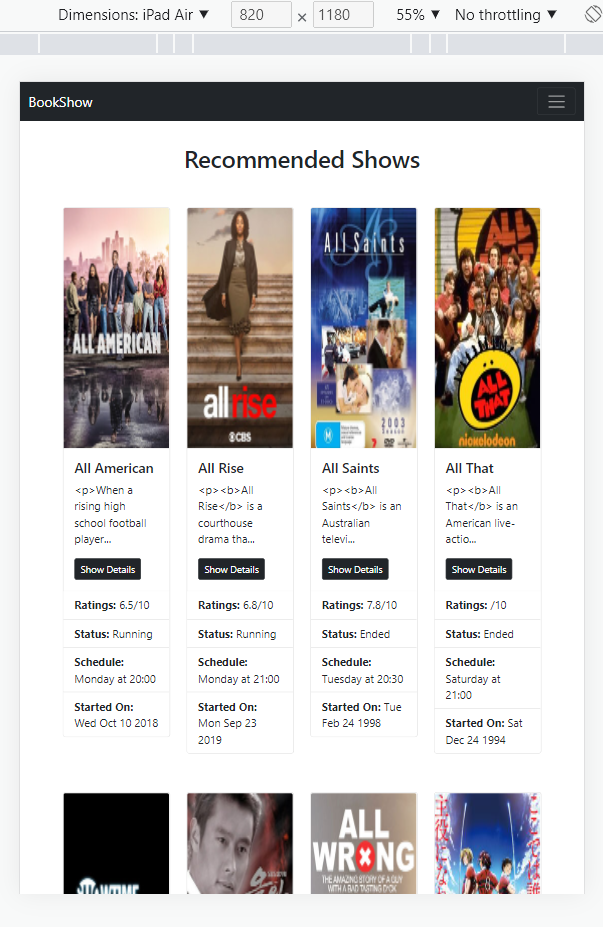 Dimensions: iPad Air ▼ 820 × 1180 55% ▼ No throttling ▼
BookShow
Recommended Shows
ALL AMERICAN
all rise
CBS
All Saints
2003
SEASON
M
7 DVD
ALL
THAT
nickelodeon
All American
<p>When a
rising high
school football
player...
Show Details
Ratings: 6.5/10
Status: Running
Schedule:
Monday at 20:00
Started On:
Wed Oct 10 2018
All Rise
<p><b>All
Rise</b> is a
courthouse
drama tha...
Show Details
Ratings: 6.8/10
Status: Running
Schedule:
Monday at 21:00
Started On:
Mon Sep 23
2019
All Saints
<p><b>All
Saints</b> is an
Australian
televi...
Show Details
Ratings: 7.8/10
Status: Ended
Schedule:
Tuesday at 20:30
Started On: Tue
Feb 24 1998
All That
<p><b>All
That</b> is an
American live-
actio...
Show Details
Ratings: /10
Status: Ended
Schedule:
Saturday at
21:00
Started On: Sat
Dec 24 1994
SHOWTIME
ALL
WRONG
THE AMAZING STORY OF A GUY
WITH A BAD TASTING D*CK